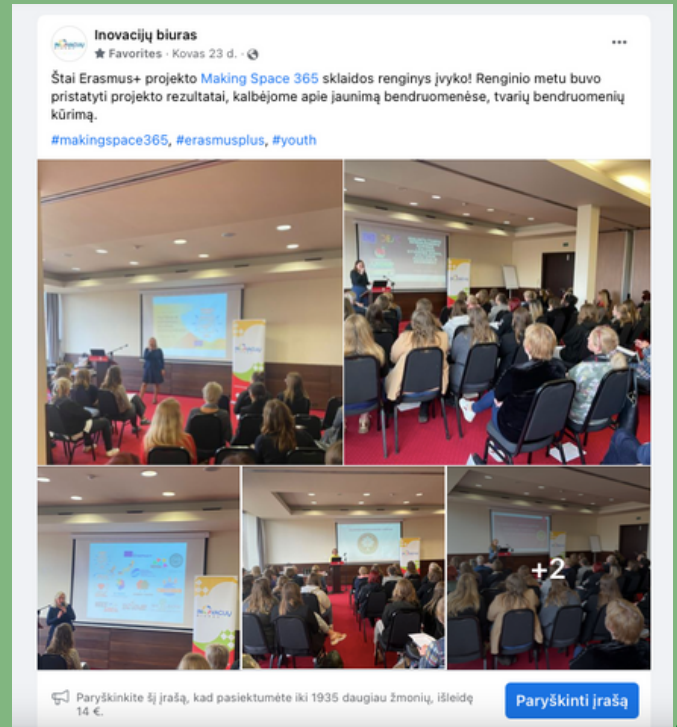 Inovacijų biuras
Favorites · Kovas 23 d. ·
Štai Erasmus+ projekto Making Space 365 sklaidos renginys įvyko! Renginio metu buvo
pristatyti projekto rezultatai, kalbėjome apie jaunimą bendruomenėse, tvarių bendruomenių
kūrimą.
#makingspace365, #erasmusplus, #youth
+2
Paryškinkite šį įrašą, kad pasiektumėte iki 1935 daugiau žmonių, išleidę
14 €.
Paryškinti įrašą